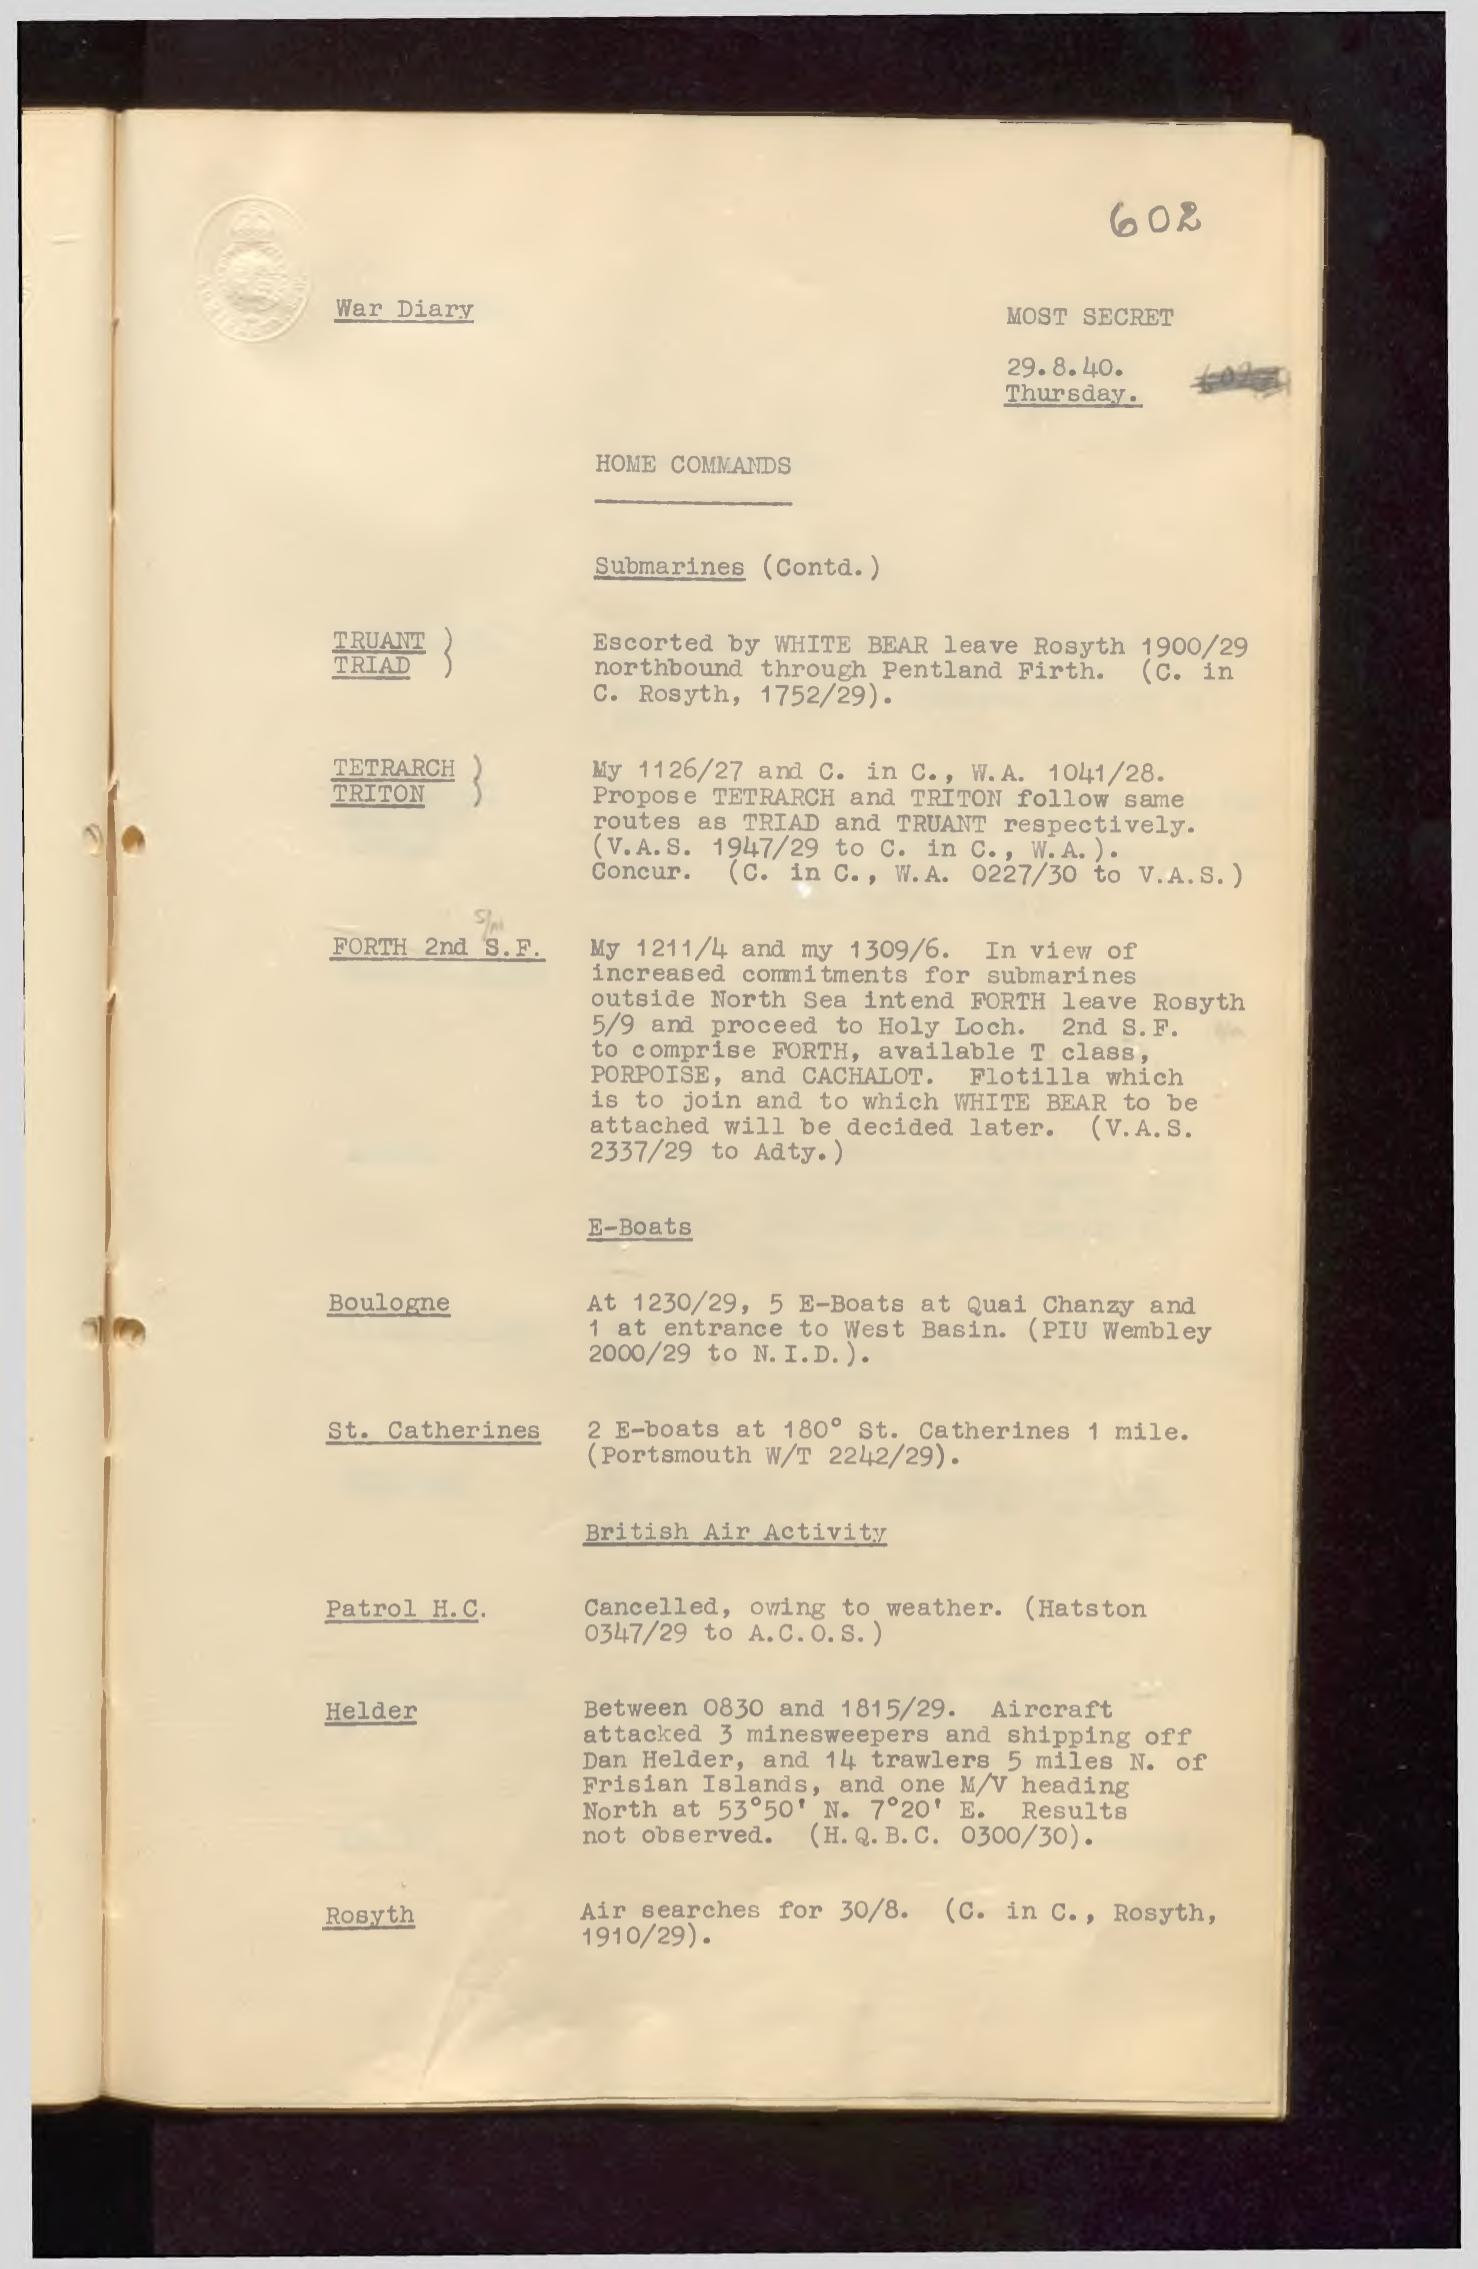 602
War Diary
MOST SECRET
29.8.40.
Thursday.
HOME COMMANDS
Submarines (Contd.)
TRUANT )
TRIAD )
Escorted by WHITE BEAR leave Rosyth 1900/29
northbound through Pentland Firth. (C. in
C. Rosyth, 1752/29).
TETRARCH )
TRITON )
My 1126/27 and C. in C., W.A. 1041/28.
Propose TETRARCH and TRITON follow same
routes as TRIAD and TRUANT respectively.
(V.A.S. 1947/29 to C. in C., W.A.).
Concur. (C. in C., W.A. 0227/30 to V.A.S.)
S/m
FORTH 2nd S.F.
My 1211/4 and my 1309/6. In view of
increased commitments for submarines
outside North Sea intend FORTH leave Rosyth
5/9 and proceed to Holy Loch. 2nd S.F.
to comprise FORTH, available T class,
PORPOISE, and CACHALOT. Flotilla which
is to join and to which WHITE BEAR to be
attached will be decided later. (V.A.S.
2337/29 to Adty.)
E-Boats
Boulogne
At 1230/29, 5 E-Boats at Quai Chanzy and
1 at entrance to West Basin. (PIU Wembley
2000/29 to N.I.D.).
St. Catherines
2 E-boats at 180° St. Catherines 1 mile.
(Portsmouth W/T 2242/29).
British Air Activity
Patrol H.C.
Cancelled, owing to weather. (Hatston
0347/29 to A.C.O.S.)
Helder
Between 0830 and 1815/29. Aircraft
attacked 3 minesweepers and shipping off
Dan Helder, and 14 trawlers 5 miles N. of
Frisian Islands, and one M/V heading
North at 53°50' N. 7°20' E. Results
not observed. (H.Q.B.C. 0300/30).
Rosyth
Air searches for 30/8. (C. in C., Rosyth,
1910/29).